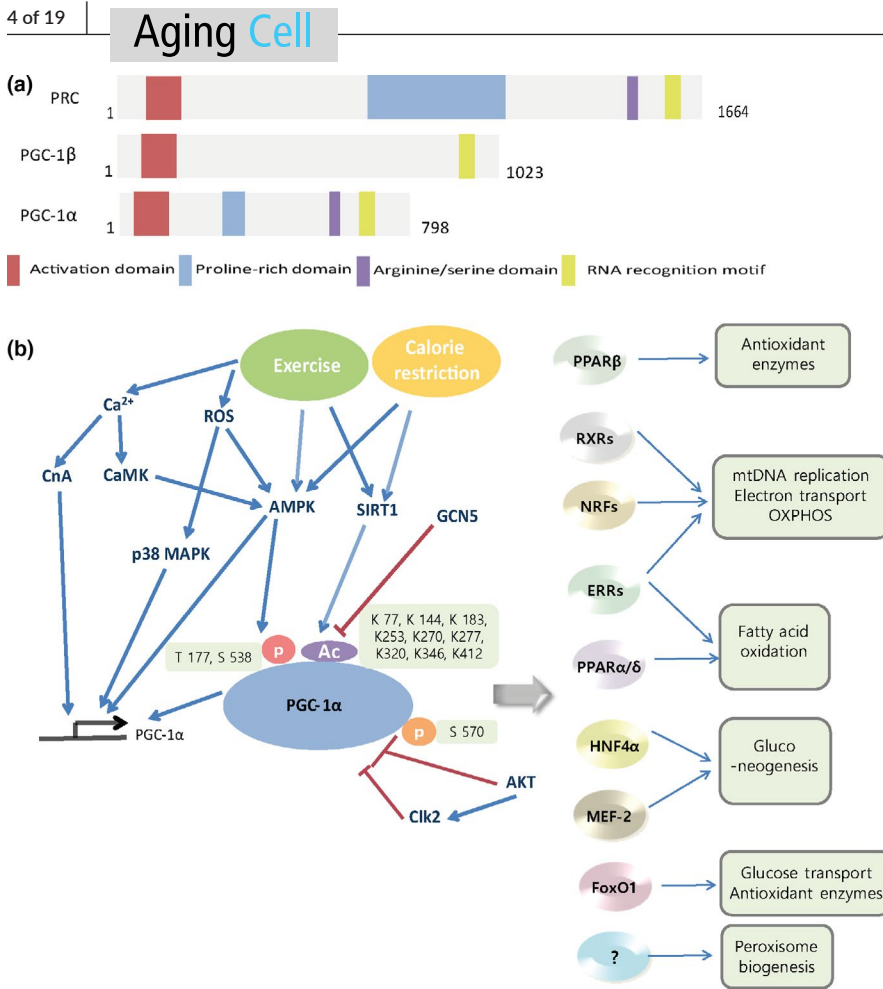 4 of 19
Aging Cell
(a)
PRC
1
1664
PGC-1β
1
1023
PGC-1α
1
798
Activation domain
Proline-rich domain
Arginine/serine domain
RNA recognition motif
(b)
Exercise
Calorie
restriction
Ca2+
ROS
CnA
CaMK
AMPK
SIRT1
GCN5
p38 MAPK
T 177, S 538
p
Ac
K 77, K 144, K 183,
K253, K270, K277,
K320, K346, K412
PGC-1α
PGC-1α
p
S 570
AKT
Clk2
PPARβ
Antioxidant
enzymes
RXRs
NRFs
mtDNA replication
Electron transport
OXPHOS
ERRs
PPARα/δ
Fatty acid
oxidation
HNF4α
MEF-2
Gluco
-neogenesis
FoxO1
Glucose transport
Antioxidant enzymes
?
Peroxisome
biogenesis